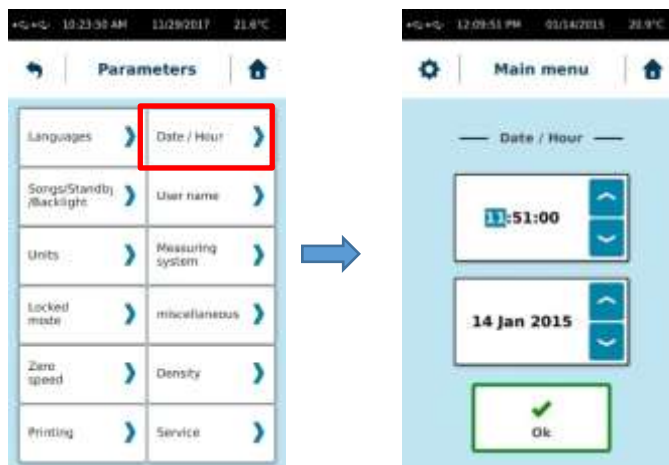 10:23:30 AM 11/29/2017 21.6°C
Parameters
Languages
Date / Hour
Songs/Standby
/Backlight
User name
Units
Measuring
system
Locked
mode
miscellaneous
Zero
speed
Density
Printing
Service
12:09:51 PM 01/14/2015 20.9°C
Main menu
Date / Hour
11:51:00
14 Jan 2015
Ok